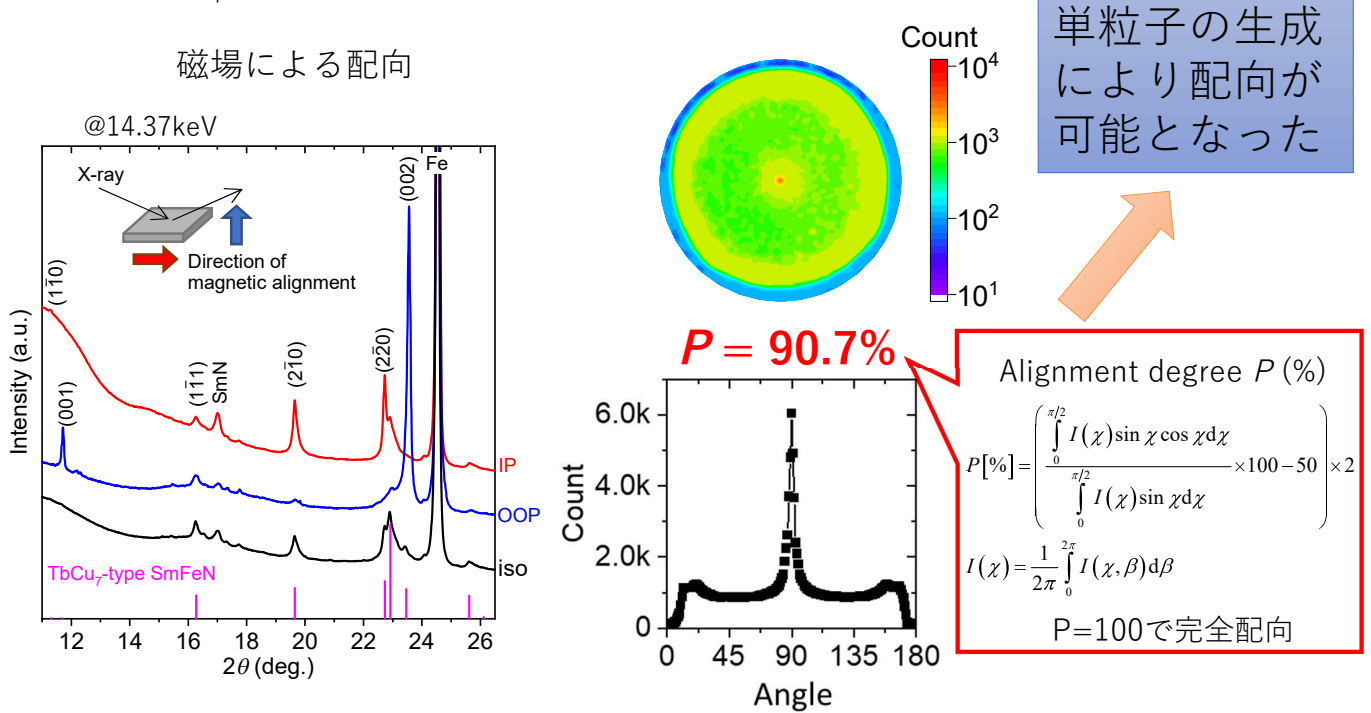 磁場による配向
@14.37keV
X-ray
Direction of
magnetic alignment
(11̄0)
(001)
(11̄1)
SmN
(21̄0)
(22̄0)
(002)
Fe
IP
OOP
iso
TbCu₇-type SmFeN
Intensity (a.u.)
12 14 16 18 20 22 24 26
2θ (deg.)
Count
10⁴
10³
10²
10¹
P = 90.7%
Count
6.0k
4.0k
2.0k
0
0 45 90 135 180
Angle
単粒子の生成
により配向が
可能となった
Alignment degree P (%)
P[%] = ( ∫₀^{π/2} I(χ) sin χ cos χ dχ / ∫₀^{π/2} I(χ) sin χ dχ ×100−50 ) ×2
I(χ) = 1/2π ∫₀^{2π} I(χ,β) dβ
P=100で完全配向